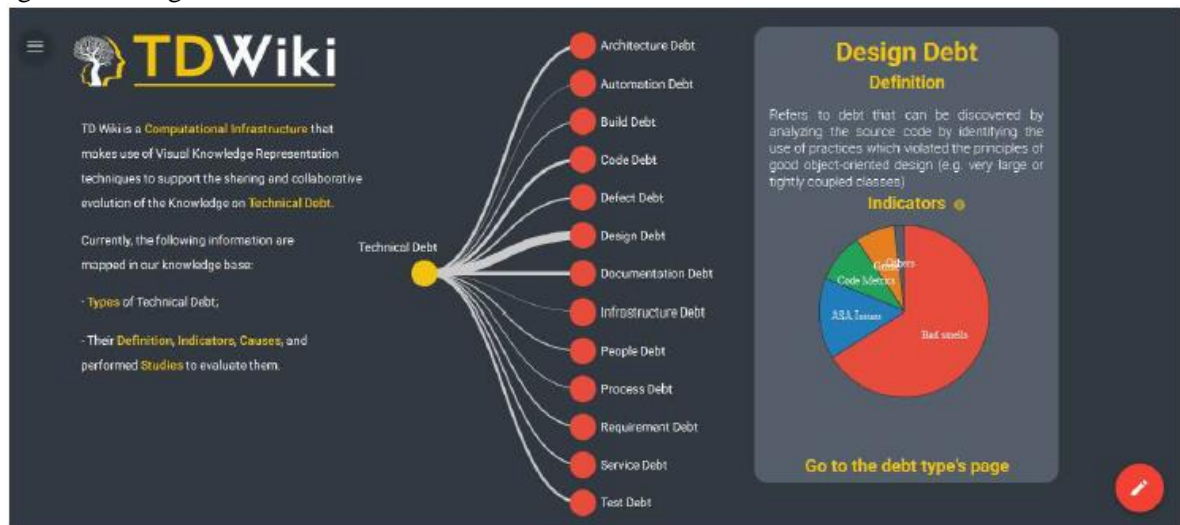 TDWiki
TD Wiki is a Computational Infrastructure that
makes use of Visual Knowledge Representation
techniques to support the sharing and collaborative
evolution of the Knowledge on Technical Debt.
Currently, the following information are
mapped in our knowledge base:
- Types of Technical Debt;
- Their Definition, Indicators, Causes, and
performed Studies to evaluate them.
Technical Debt
Architecture Debt
Automation Debt
Build Debt
Code Debt
Defect Debt
Design Debt
Documentation Debt
Infrastructure Debt
People Debt
Process Debt
Requirement Debt
Service Debt
Test Debt
Design Debt
Definition
Refers to debt that can be discovered by
analyzing the source code by identifying the
use of practices which violated the principles of
good object-oriented design (e.g. very large or
tightly coupled classes)
Indicators
Others
Code Metrics
ASA Issues
Bad smells
Go to the debt type's page